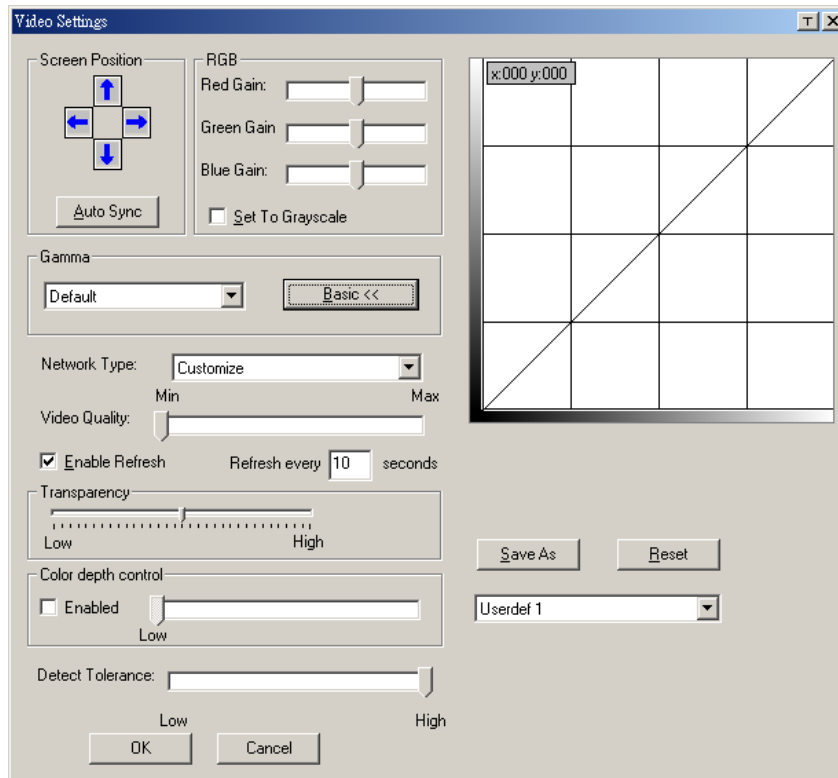 Video Settings
Screen Position
Auto Sync
RGB
Red Gain:
Green Gain
Blue Gain:
Set To Grayscale
Gamma
Default
Basic <<
Network Type:
Customize
Min Max
Video Quality:
Enable Refresh
Refresh every 10 seconds
Transparency
Low High
Color depth control
Enabled
Low
Detect Tolerance:
Low High
OK
Cancel
x:000 y:000
Save As
Reset
Userdef 1